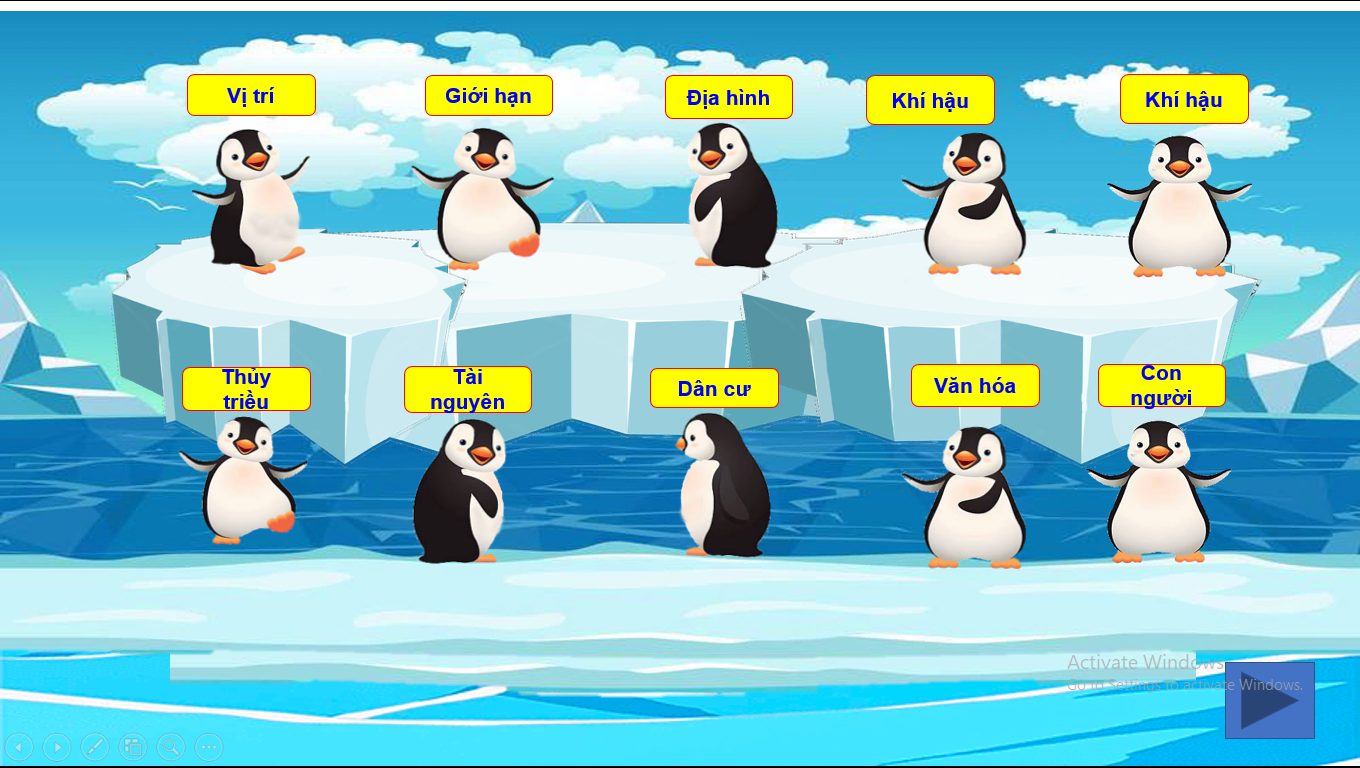 Vị trí
Giới hạn
Địa hình
Khí hậu
Khí hậu
Thủy
triều
Tài
nguyên
Dân cư
Văn hóa
Con
người
Activate Windows
Go to Settings to activate Windows.